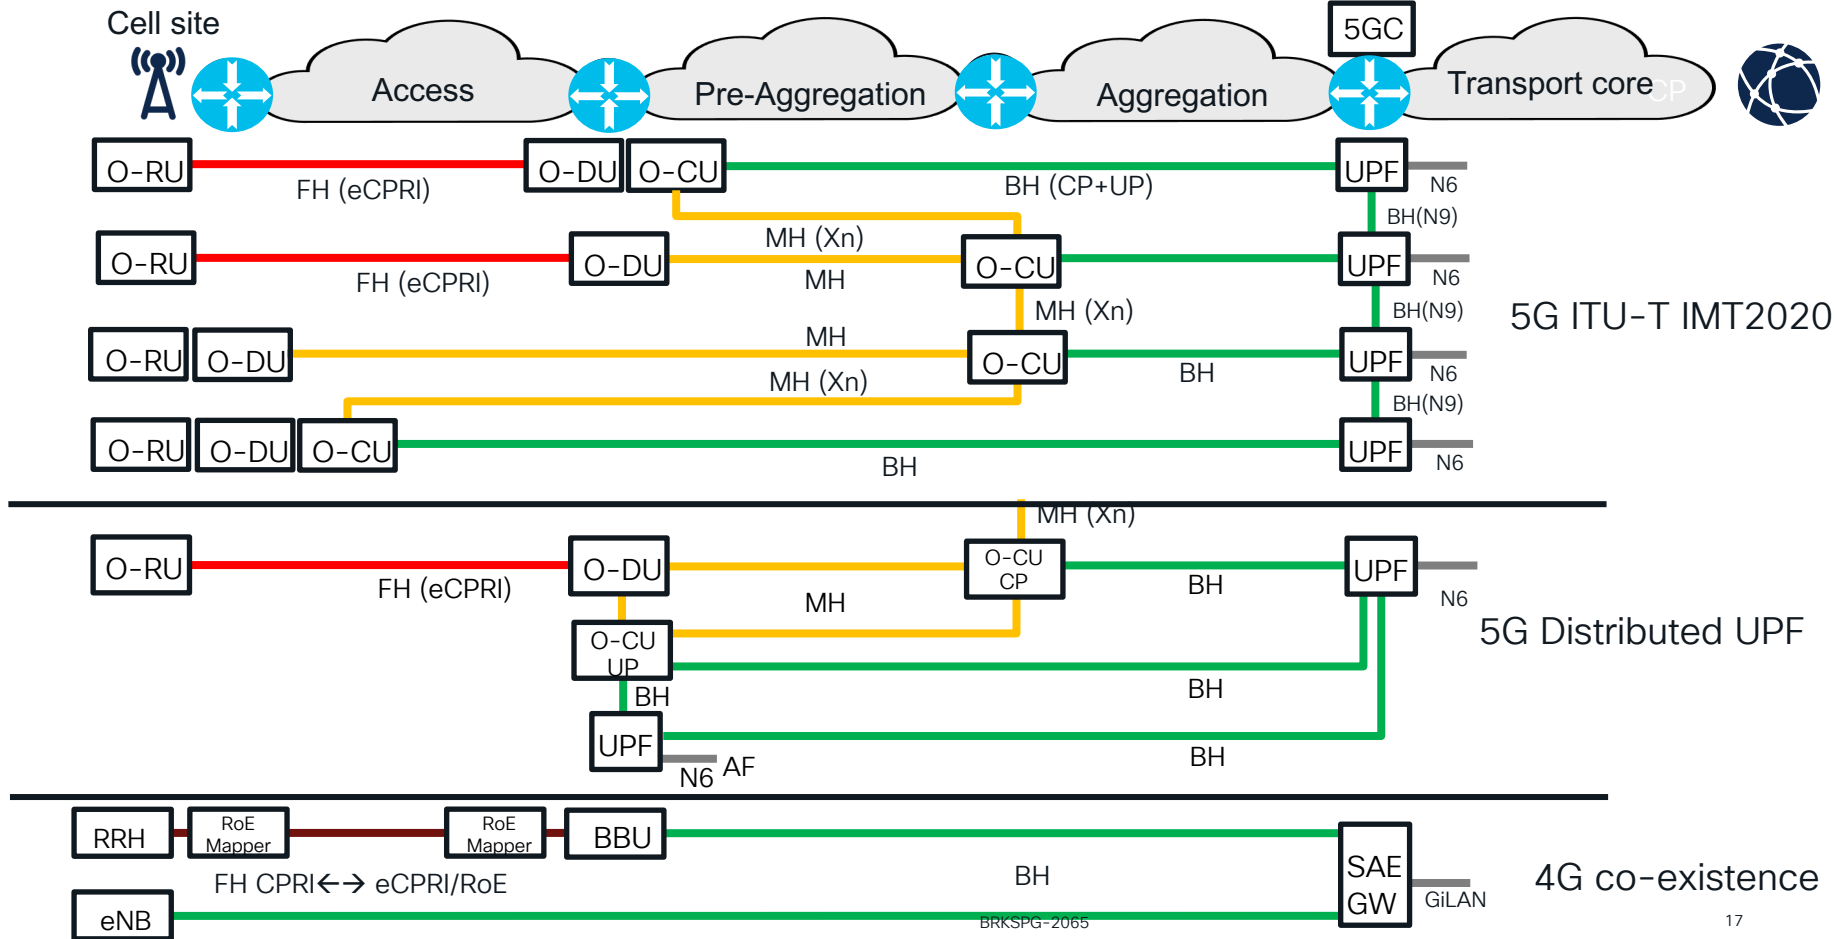 Cell site
5GC
Access
Pre-Aggregation
Aggregation
Transport core
CP
O-RU
FH (eCPRI)
O-DU
O-CU
BH (CP+UP)
UPF
N6
BH(N9)
MH (Xn)
O-RU
FH (eCPRI)
O-DU
MH
O-CU
UPF
N6
MH (Xn)
BH(N9)
5G ITU-T IMT2020
O-RU
O-DU
MH
O-CU
BH
UPF
N6
MH (Xn)
BH(N9)
O-RU
O-DU
O-CU
BH
UPF
N6
MH (Xn)
O-RU
FH (eCPRI)
O-DU
MH
O-CU
CP
BH
UPF
N6
5G Distributed UPF
O-CU
UP
BH
BH
UPF
N6
AF
BH
RRH
RoE
Mapper
RoE
Mapper
BBU
FH CPRI←→ eCPRI/RoE
BH
SAE
GW
GiLAN
4G co-existence
eNB
BRKSPG-2065
17